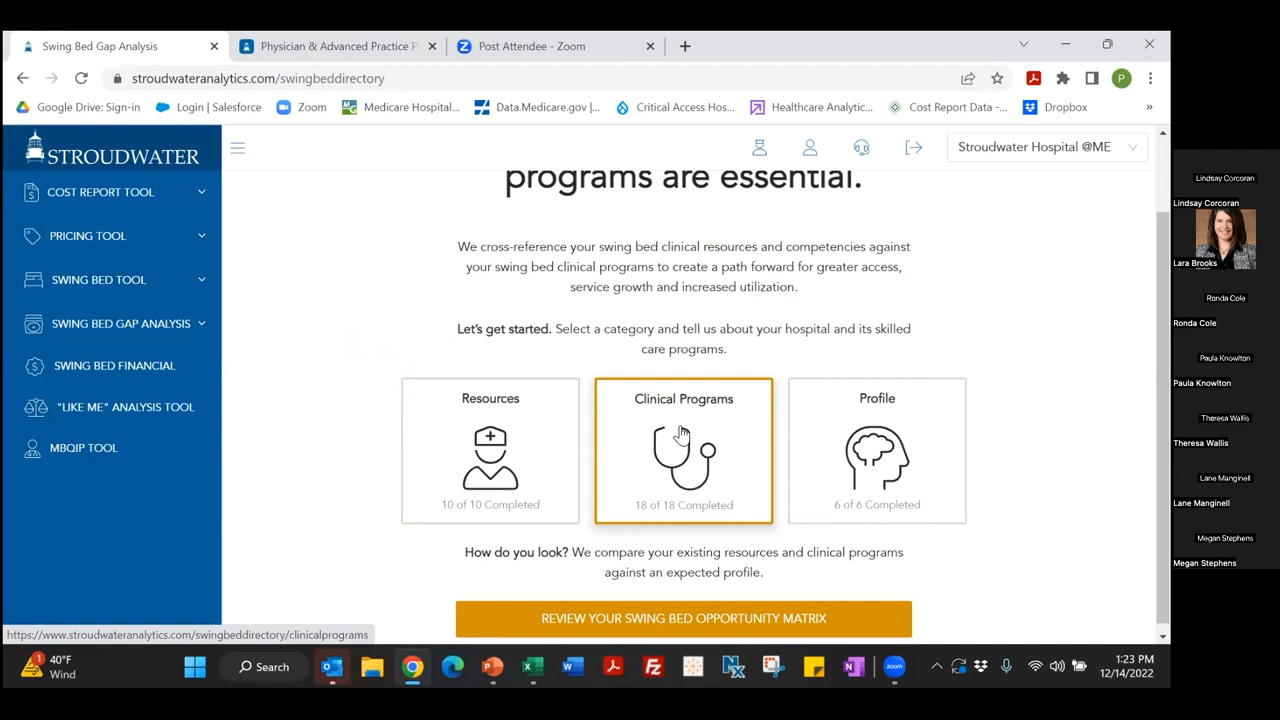 Swing Bed Gap Analysis
Physician & Advanced Practice P
Post Attendee - Zoom
stroudwateranalytics.com/swingbeddirectory
P
Google Drive: Sign-in
Login | Salesforce
Zoom
Medicare Hospital...
Data.Medicare.gov |...
Critical Access Hos...
Healthcare Analytic...
Cost Report Data -...
Dropbox
»
STROUDWATER
Stroudwater Hospital @ME
COST REPORT TOOL
PRICING TOOL
SWING BED TOOL
SWING BED GAP ANALYSIS
SWING BED FINANCIAL
"LIKE ME" ANALYSIS TOOL
MBQIP TOOL
programs are essential.
We cross-reference your swing bed clinical resources and competencies against
your swing bed clinical programs to create a path forward for greater access,
service growth and increased utilization.
Let's get started. Select a category and tell us about your hospital and its skilled
care programs.
Resources
10 of 10 Completed
Clinical Programs
18 of 18 Completed
Profile
6 of 6 Completed
How do you look? We compare your existing resources and clinical programs
against an expected profile.
REVIEW YOUR SWING BED OPPORTUNITY MATRIX
https://www.stroudwateranalytics.com/swingbeddirectory/clinicalprograms
1
40°F
Wind
Search
zoom
1:23 PM
12/14/2022
Lindsay Corcoran
Lindsay Corcoran
Lara Brooks
Ronda Cole
Ronda Cole
Paula Knowlton
Paula Knowlton
Theresa Wallis
Theresa Wallis
Lane Manginell
Lane Manginell
Megan Stephens
Megan Stephens